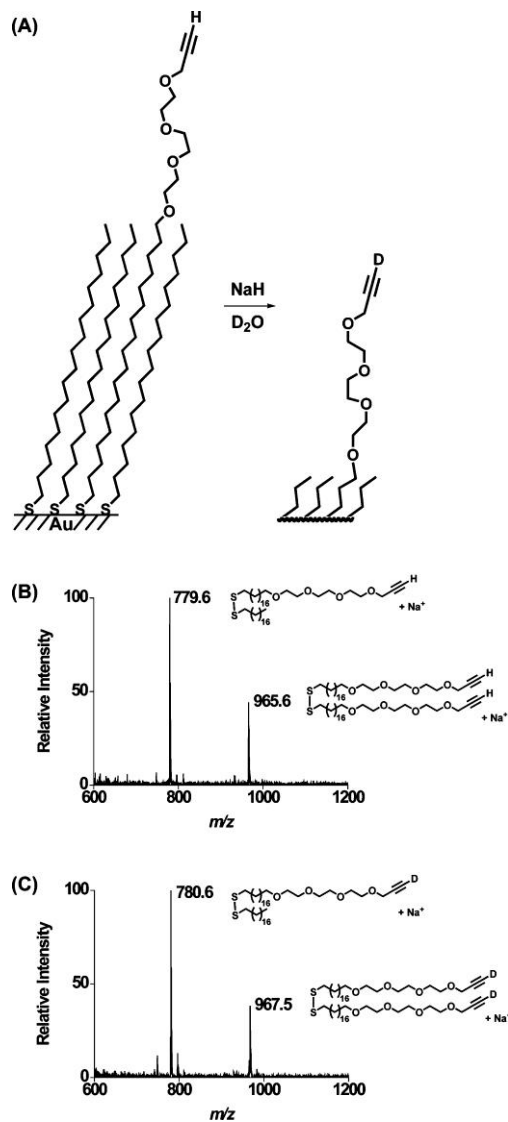 (A)
H
O
O
O
O
NaH
D₂O
D
O
O
O
O
S S S S
Au
(B)
100
50
0
Relative Intensity
600 800 1000 1200
m/z
779.6
965.6
S
S
16
16
O O O O
H
+ Na⁺
S
S
16
16
O O O O
O O O O
H
H
+ Na⁺
(C)
100
50
0
Relative Intensity
600 800 1000 1200
m/z
780.6
967.5
S
S
16
16
O O O O
D
+ Na⁺
S
S
16
16
O O O O
O O O O
D
D
+ Na⁺